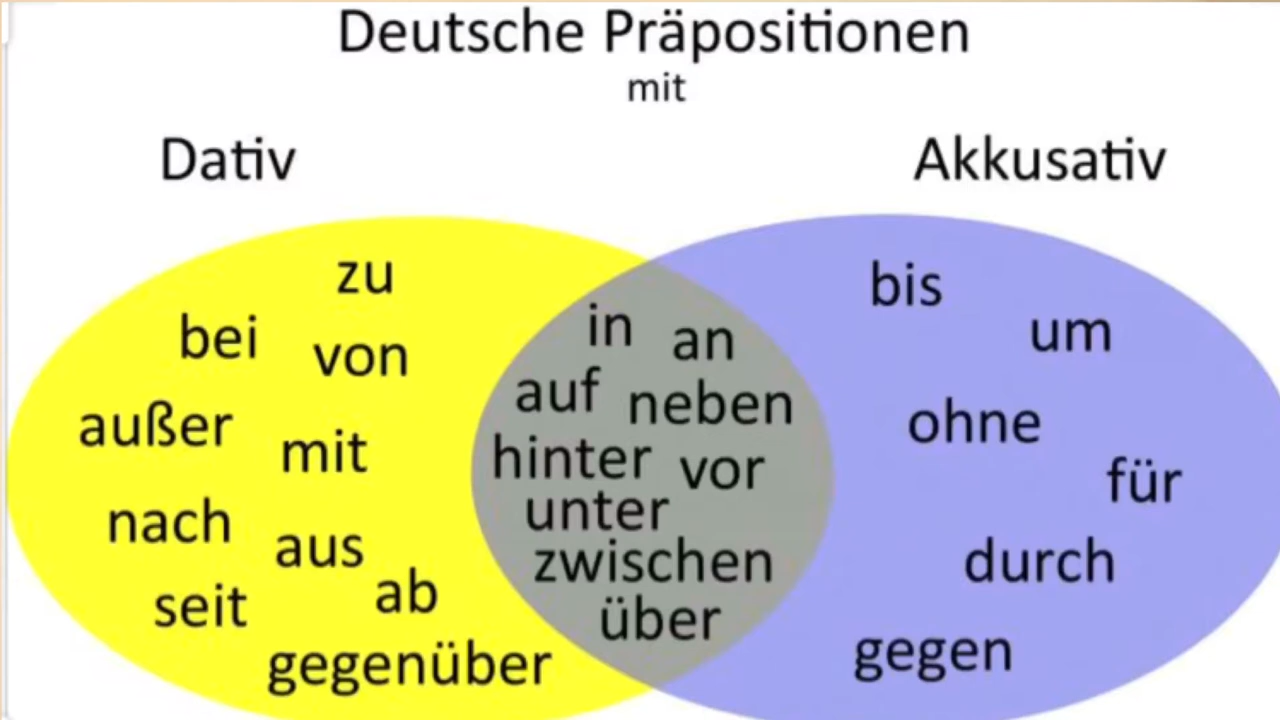 Deutsche Präpositionen
mit
Dativ
Akkusativ
zu
bei
von
außer
mit
nach
aus
seit
ab
gegenüber
in an
auf neben
hinter vor
unter
zwischen
über
bis
um
ohne
für
durch
gegen